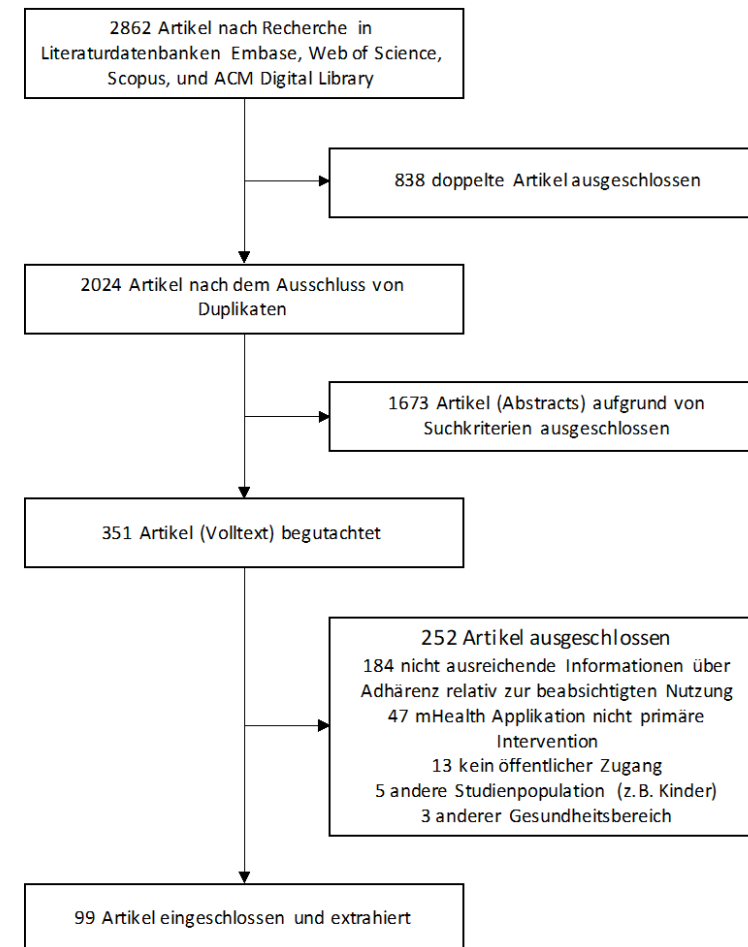 2862 Artikel nach Recherche in
Literaturdatenbanken Embase, Web of Science,
Scopus, und ACM Digital Library
838 doppelte Artikel ausgeschlossen
2024 Artikel nach dem Ausschluss von
Duplikaten
1673 Artikel (Abstracts) aufgrund von
Suchkriterien ausgeschlossen
351 Artikel (Volltext) begutachtet
252 Artikel ausgeschlossen
184 nicht ausreichende Informationen über
Adhärenz relativ zur beabsichtigten Nutzung
47 mHealth Applikation nicht primäre
Intervention
13 kein öffentlicher Zugang
5 andere Studienpopulation (z.B. Kinder)
3 anderer Gesundheitsbereich
99 Artikel eingeschlossen und extrahiert